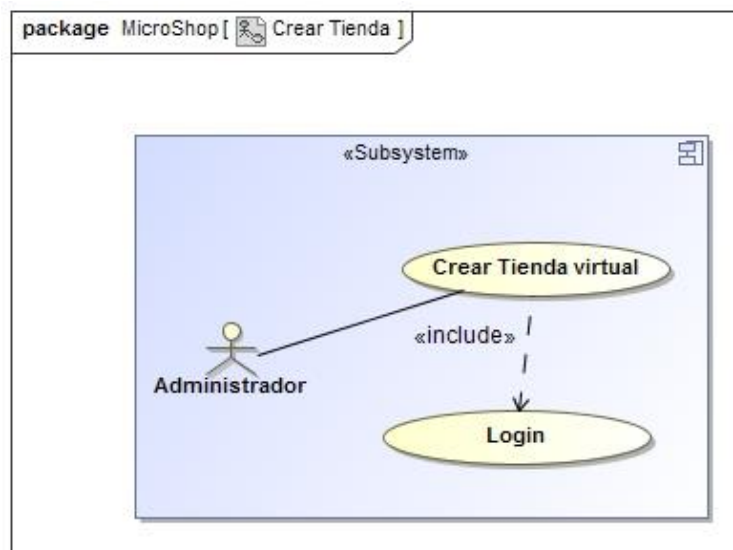 package MicroShop [ Crear Tienda ]
«Subsystem»
Crear Tienda virtual
«include»
Administrador
Login